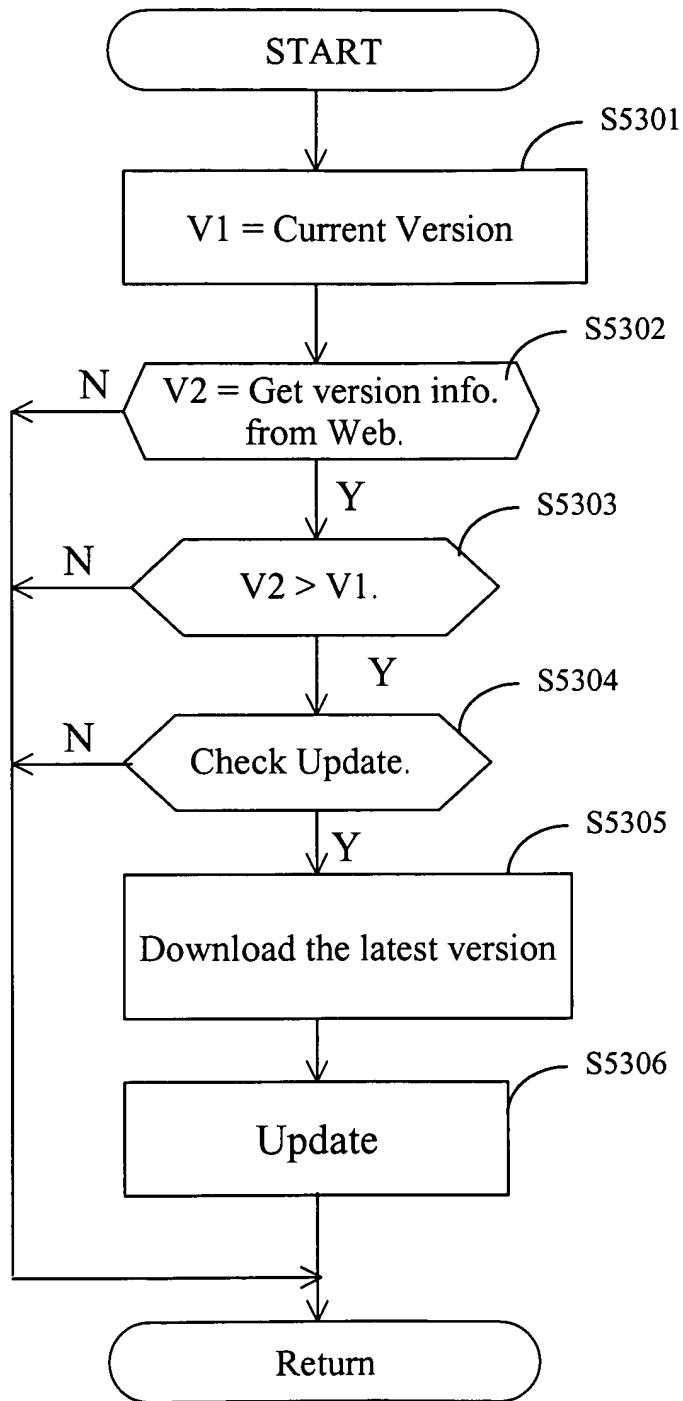 START
S5301
V1 = Current Version
S5302
N
V2 = Get version info.
from Web.
Y
S5303
N
V2 > V1.
Y
S5304
N
Check Update.
Y
S5305
Download the latest version
S5306
Update
Return